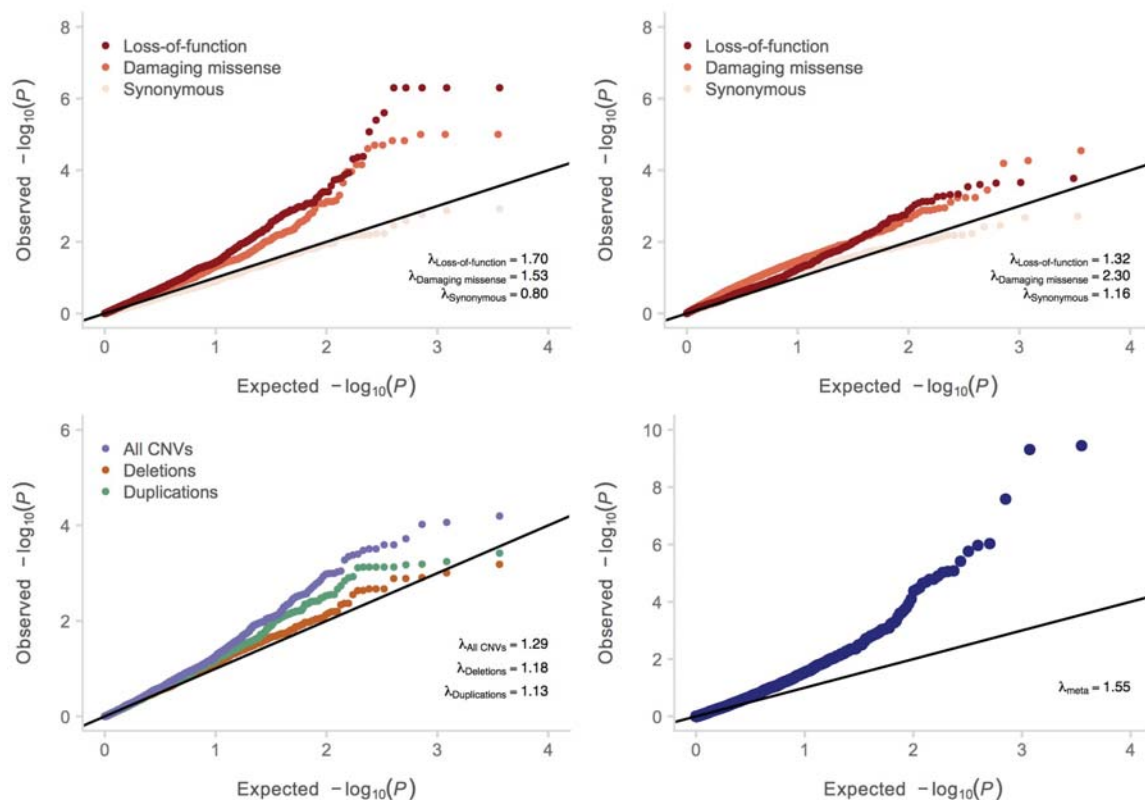 8
6
4
2
0
Observed −log10(P)
Loss-of-function
Damaging missense
Synonymous
λLoss-of-function = 1.70
λDamaging missense = 1.53
λSynonymous = 0.80
0 1 2 3 4
Expected −log10(P)
8
6
4
2
0
Observed −log10(P)
Loss-of-function
Damaging missense
Synonymous
λLoss-of-function = 1.32
λDamaging missense = 2.30
λSynonymous = 1.16
0 1 2 3 4
Expected −log10(P)
6
4
2
0
Observed −log10(P)
All CNVs
Deletions
Duplications
λAll CNVs = 1.29
λDeletions = 1.18
λDuplications = 1.13
0 1 2 3 4
Expected −log10(P)
10
8
6
4
2
0
Observed −log10(P)
λmeta = 1.55
0 1 2 3 4
Expected −log10(P)